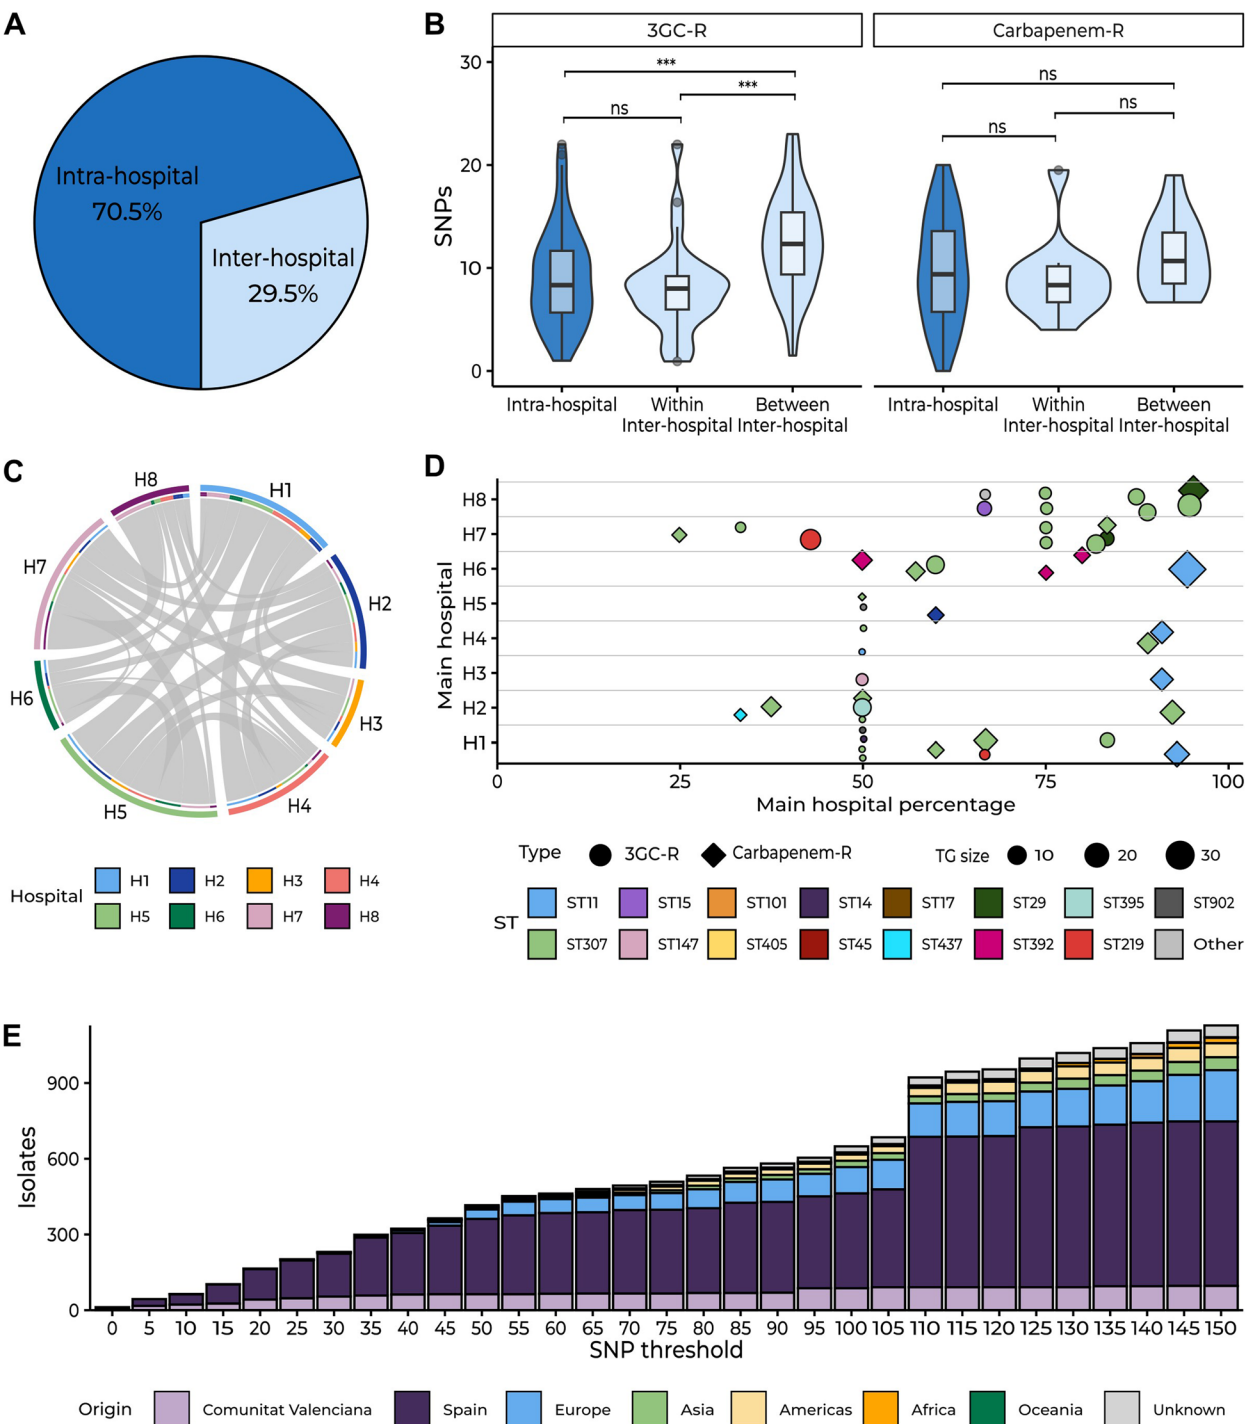 A
Intra-hospital
70.5%
Inter-hospital
29.5%
B
3GC-R
Carbapenem-R
SNPs
30
20
10
0
***
***
ns
ns
ns
ns
Intra-hospital
Within
Inter-hospital
Between
Inter-hospital
Intra-hospital
Within
Inter-hospital
Between
Inter-hospital
C
H8
H1
H7
H2
H6
H3
H5
H4
Hospital
H1 H2 H3 H4
H5 H6 H7 H8
D
Main hospital
H8
H7
H6
H5
H4
H3
H2
H1
0 25 50 75 100
Main hospital percentage
Type 3GC-R Carbapenem-R TG size 10 20 30
ST
ST11 ST15 ST101 ST14 ST17 ST29 ST395 ST902
ST307 ST147 ST405 ST45 ST437 ST392 ST219 Other
E
Isolates
900
600
300
0
0 5 10 15 20 25 30 35 40 45 50 55 60 65 70 75 80 85 90 95 100 105 110 115 120 125 130 135 140 145 150
SNP threshold
Origin Comunitat Valenciana Spain Europe Asia Americas Africa Oceania Unknown